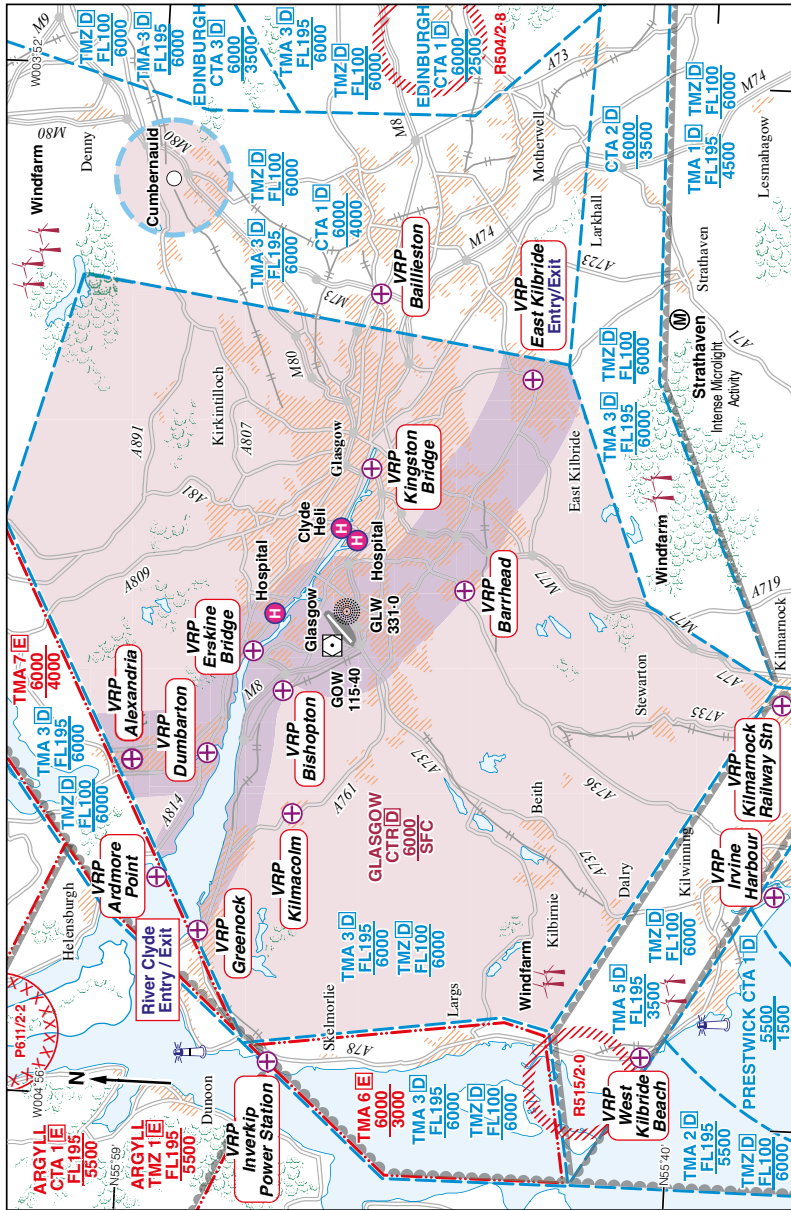 P611/2·2
W004°56'
N
ARGYLL
CTA 1 E
FL195
5500
ARGYLL
TMZ 1 E
FL195
5500
N55°59'
Dunoon
Helensburgh
TMA 3 D
FL195
6000
TMZ D
FL100
6000
TMA-7 E
6000
4000
VRP
Alexandria
VRP
Dumbarton
VRP
Ardmore
Point
A814
River Clyde
Entry / Exit
VRP
Greenock
VRP
Inverkip
Power Station
VRP
Erskine
Bridge
M8
VRP
Bishopton
VRP
Kilmacolm
A761
A809
A81
A891
A807
Kirkintilloch
M80
Glasgow
Hospital
Clyde
Heli
Hospital
Glasgow
GLW
331·0
GOW
115·40
VRP
Kingston
Bridge
VRP
Barrhead
GLASGOW
CTR D
6000
SFC
TMA 3 D
FL195
6000
TMZ D
FL100
6000
Skelmorlie
Largs
A78
Windfarm
Kilbirnie
Beith
Dalry
A737
A737
A736
A735
Stewarton
Kilwinning
Kilmarnock
A77
M77
M77
A719
TMA 6 E
6000
3000
TMA 3 D
FL195
6000
TMZ D
FL100
6000
R515/2·0
VRP
West
Kilbride
Beach
TMA 2 D
FL195
5500
TMZ D
FL100
6000
N55°40'
TMA 5 D
FL195
3500
TMZ D
FL100
6000
PRESTWICK CTA 1 D
5500
1500
VRP
Irvine
Harbour
VRP
Kilmarnock
Railway Stn
Windfarm
East Kilbride
VRP
East Kilbride
Entry/Exit
TMA 3 D
FL195
6000
TMZ D
FL100
6000
M
Strathaven
Intense Microlight
Activity
Strathaven
A71
A723
Larkhall
Lesmahagow
TMA 1 D
FL195
4500
TMZ D
FL100
6000
CTA 2 D
6000
3500
M74
M74
Motherwell
VRP
Baillieston
M73
M8
A73
R504/2·8
EDINBURGH
CTA 1 D
6000
2500
TMZ D
FL100
6000
TMA 3 D
FL195
6000
EDINBURGH
CTA 3 D
6000
3500
TMA-3 D
FL195
6000
TMZ D
FL100
6000
M9
W003°52'
M80
Denny
Windfarm
Cumbernauld
M80
TMZ D
FL100
6000
TMA 3 D
FL195
6000
CTA 1 D
6000
4000